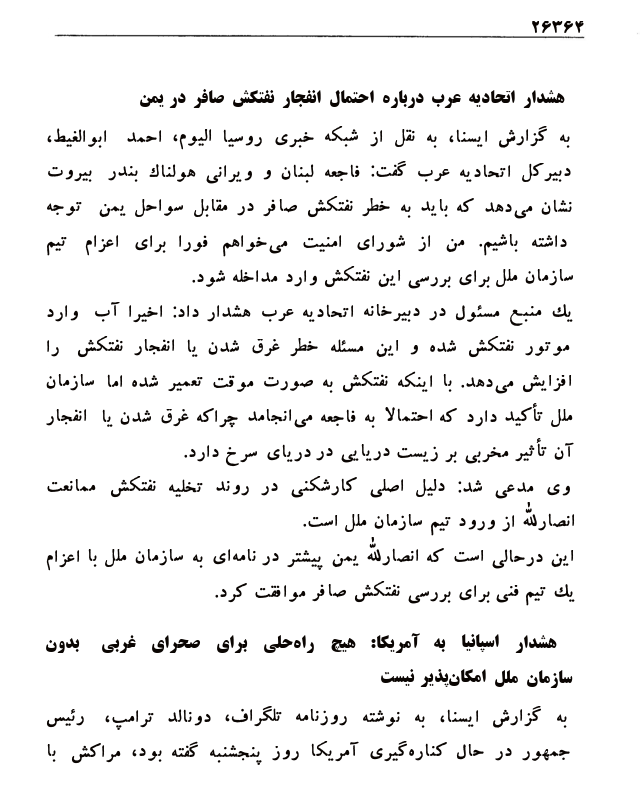 ۲۶۳۶۴
هشدار اتحادیه عرب درباره احتمال انفجار نفتکش صافر در یمن
به گزارش ایسنا، به نقل از شبکه خبری روسیا الیوم، احمد ابوالغیط،
دبیرکل اتحادیه عرب گفت: فاجعه لبنان و ویرانی هولناك بندر بیروت
نشان می‌دهد که باید به خطر نفتکش صافر در مقابل سواحل یمن توجه
داشته باشیم. من از شورای امنیت می‌خواهم فورا برای اعزام تیم
سازمان ملل برای بررسی این نفتکش وارد مداخله شود.
یك منبع مسئول در دبیرخانه اتحادیه عرب هشدار داد: اخیرا آب وارد
موتور نفتکش شده و این مسئله خطر غرق شدن یا انفجار نفتکش را
افزایش می‌دهد. با اینکه نفتکش به صورت موقت تعمیر شده اما سازمان
ملل تأکید دارد که احتمالا به فاجعه می‌انجامد چراکه غرق شدن یا انفجار
آن تأثیر مخربی بر زیست دریایی در دریای سرخ دارد.
وی مدعی شد: دلیل اصلی کارشکنی در روند تخلیه نفتکش ممانعت
انصارالله از ورود تیم سازمان ملل است.
این درحالی است که انصارالله یمن پیشتر در نامه‌ای به سازمان ملل با اعزام
یك تیم فنی برای بررسی نفتکش صافر موافقت کرد.
هشدار اسپانیا به آمریکا: هیچ راه‌حلی برای صحرای غربی بدون
سازمان ملل امکان‌پذیر نیست
به گزارش ایسنا، به نوشته روزنامه تلگراف، دونالد ترامپ، رئیس
جمهور در حال کناره‌گیری آمریکا روز پنجشنبه گفته بود، مراکش با